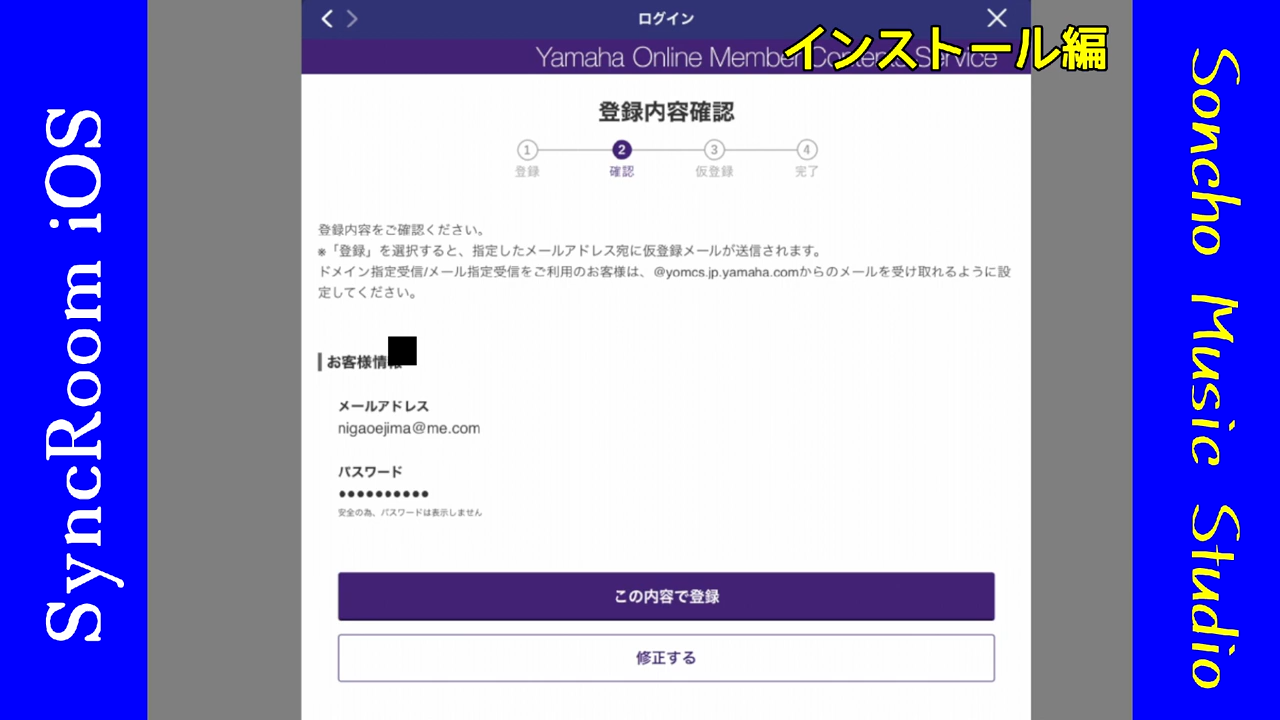 SyncRoom iOS
ログイン
インストール編
Yamaha Online Member Contents Service
登録内容確認
1 2 3 4
登録 確認 仮登録 完了
登録内容をご確認ください。
※「登録」を選択すると、指定したメールアドレス宛に仮登録メールが送信されます。
ドメイン指定受信/メール指定受信をご利用のお客様は、@yomcs.jp.yamaha.comからのメールを受け取れるように設
定してください。
お客様情報
メールアドレス
nigaoejima@me.com
パスワード
●●●●●●●●●●
安全の為、パスワードは表示しません
この内容で登録
修正する
Soncho Music Studio